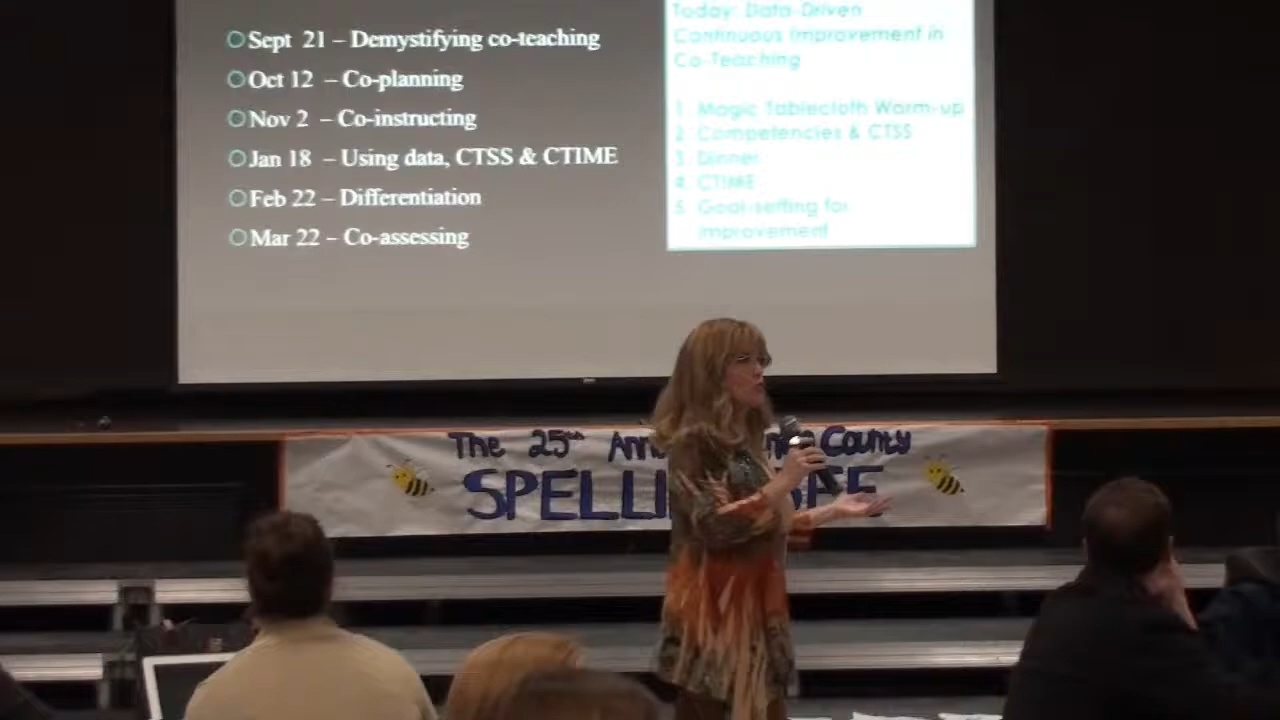 Sept 21 – Demystifying co-teaching
Oct 12 – Co-planning
Nov 2 – Co-instructing
Jan 18 – Using data, CTSS & CTIME
Feb 22 – Differentiation
Mar 22 – Co-assessing
Today: Data-Driven
Continuous Improvement in
Co-Teaching
1. Magic Tablecloth Warm-up
2. Competencies & CTSS
3. Dinner
4. CTIME
5. Goal-setting for
improvement
The 25th County